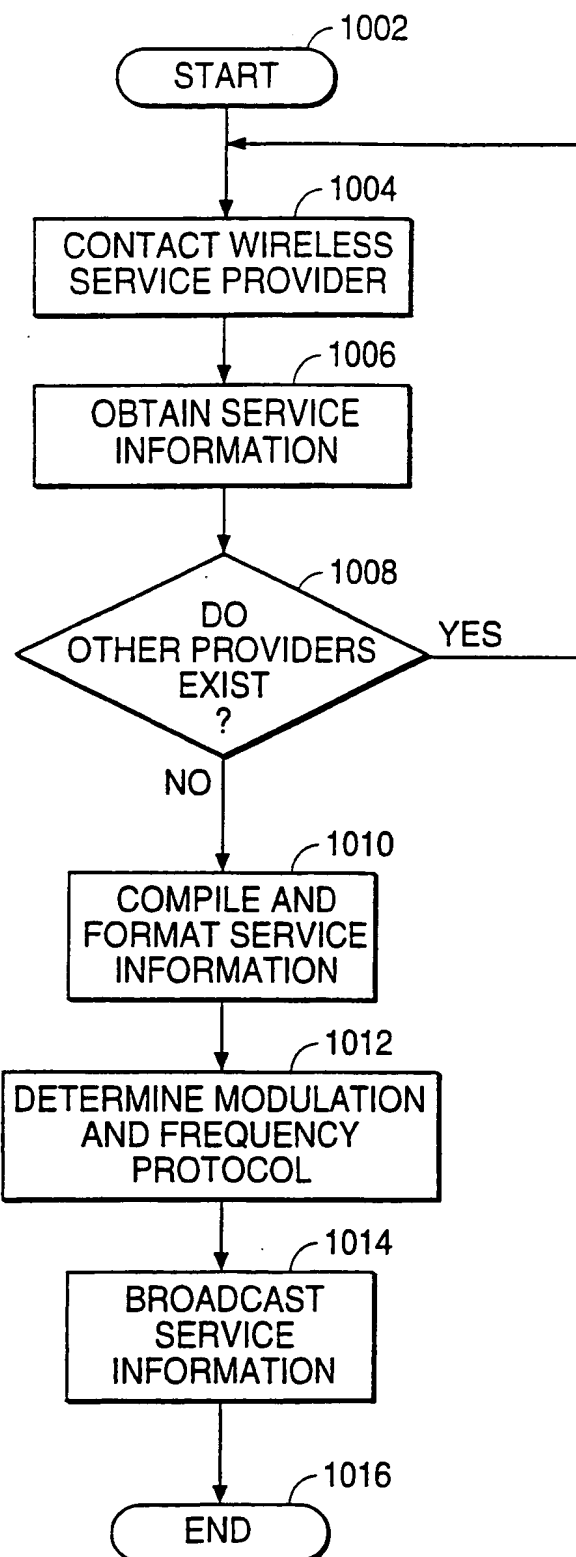 1002
START
1004
CONTACT WIRELESS
SERVICE PROVIDER
1006
OBTAIN SERVICE
INFORMATION
1008
DO
OTHER PROVIDERS
EXIST
?
YES
NO
1010
COMPILE AND
FORMAT SERVICE
INFORMATION
1012
DETERMINE MODULATION
AND FREQUENCY
PROTOCOL
1014
BROADCAST
SERVICE
INFORMATION
1016
END